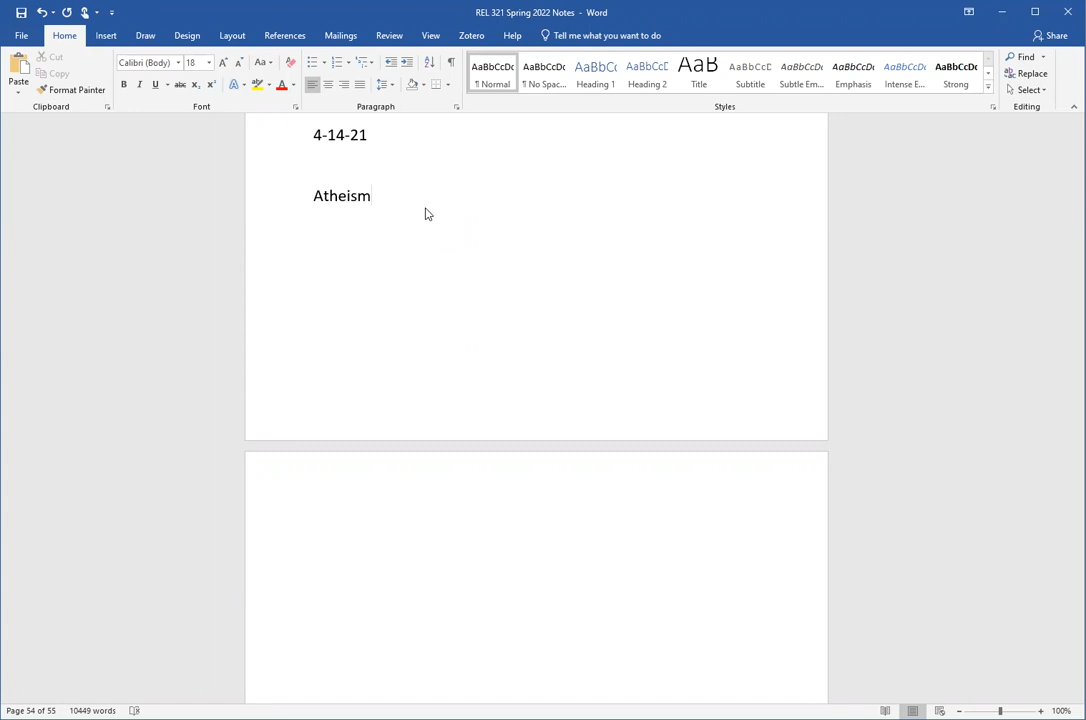 REL 321 Spring 2022 Notes - Word
File Home Insert Draw Design Layout References Mailings Review View Zotero Help Tell me what you want to do Share
Paste
Cut
Copy
Format Painter
Clipboard
Calibri (Body) 18
Font
Paragraph
AaBbCcDc AaBbCcDc AaBbCc AaBbCcD AaB AaBbCcD AaBbCcDc AaBbCcDc AaBbCcDc AaBbCcDc
¶ Normal ¶ No Spac... Heading 1 Heading 2 Title Subtitle Subtle Em... Emphasis Intense E... Strong
Styles
Find
Replace
Select
Editing
4-14-21
Atheism
Page 54 of 55 10449 words 100%